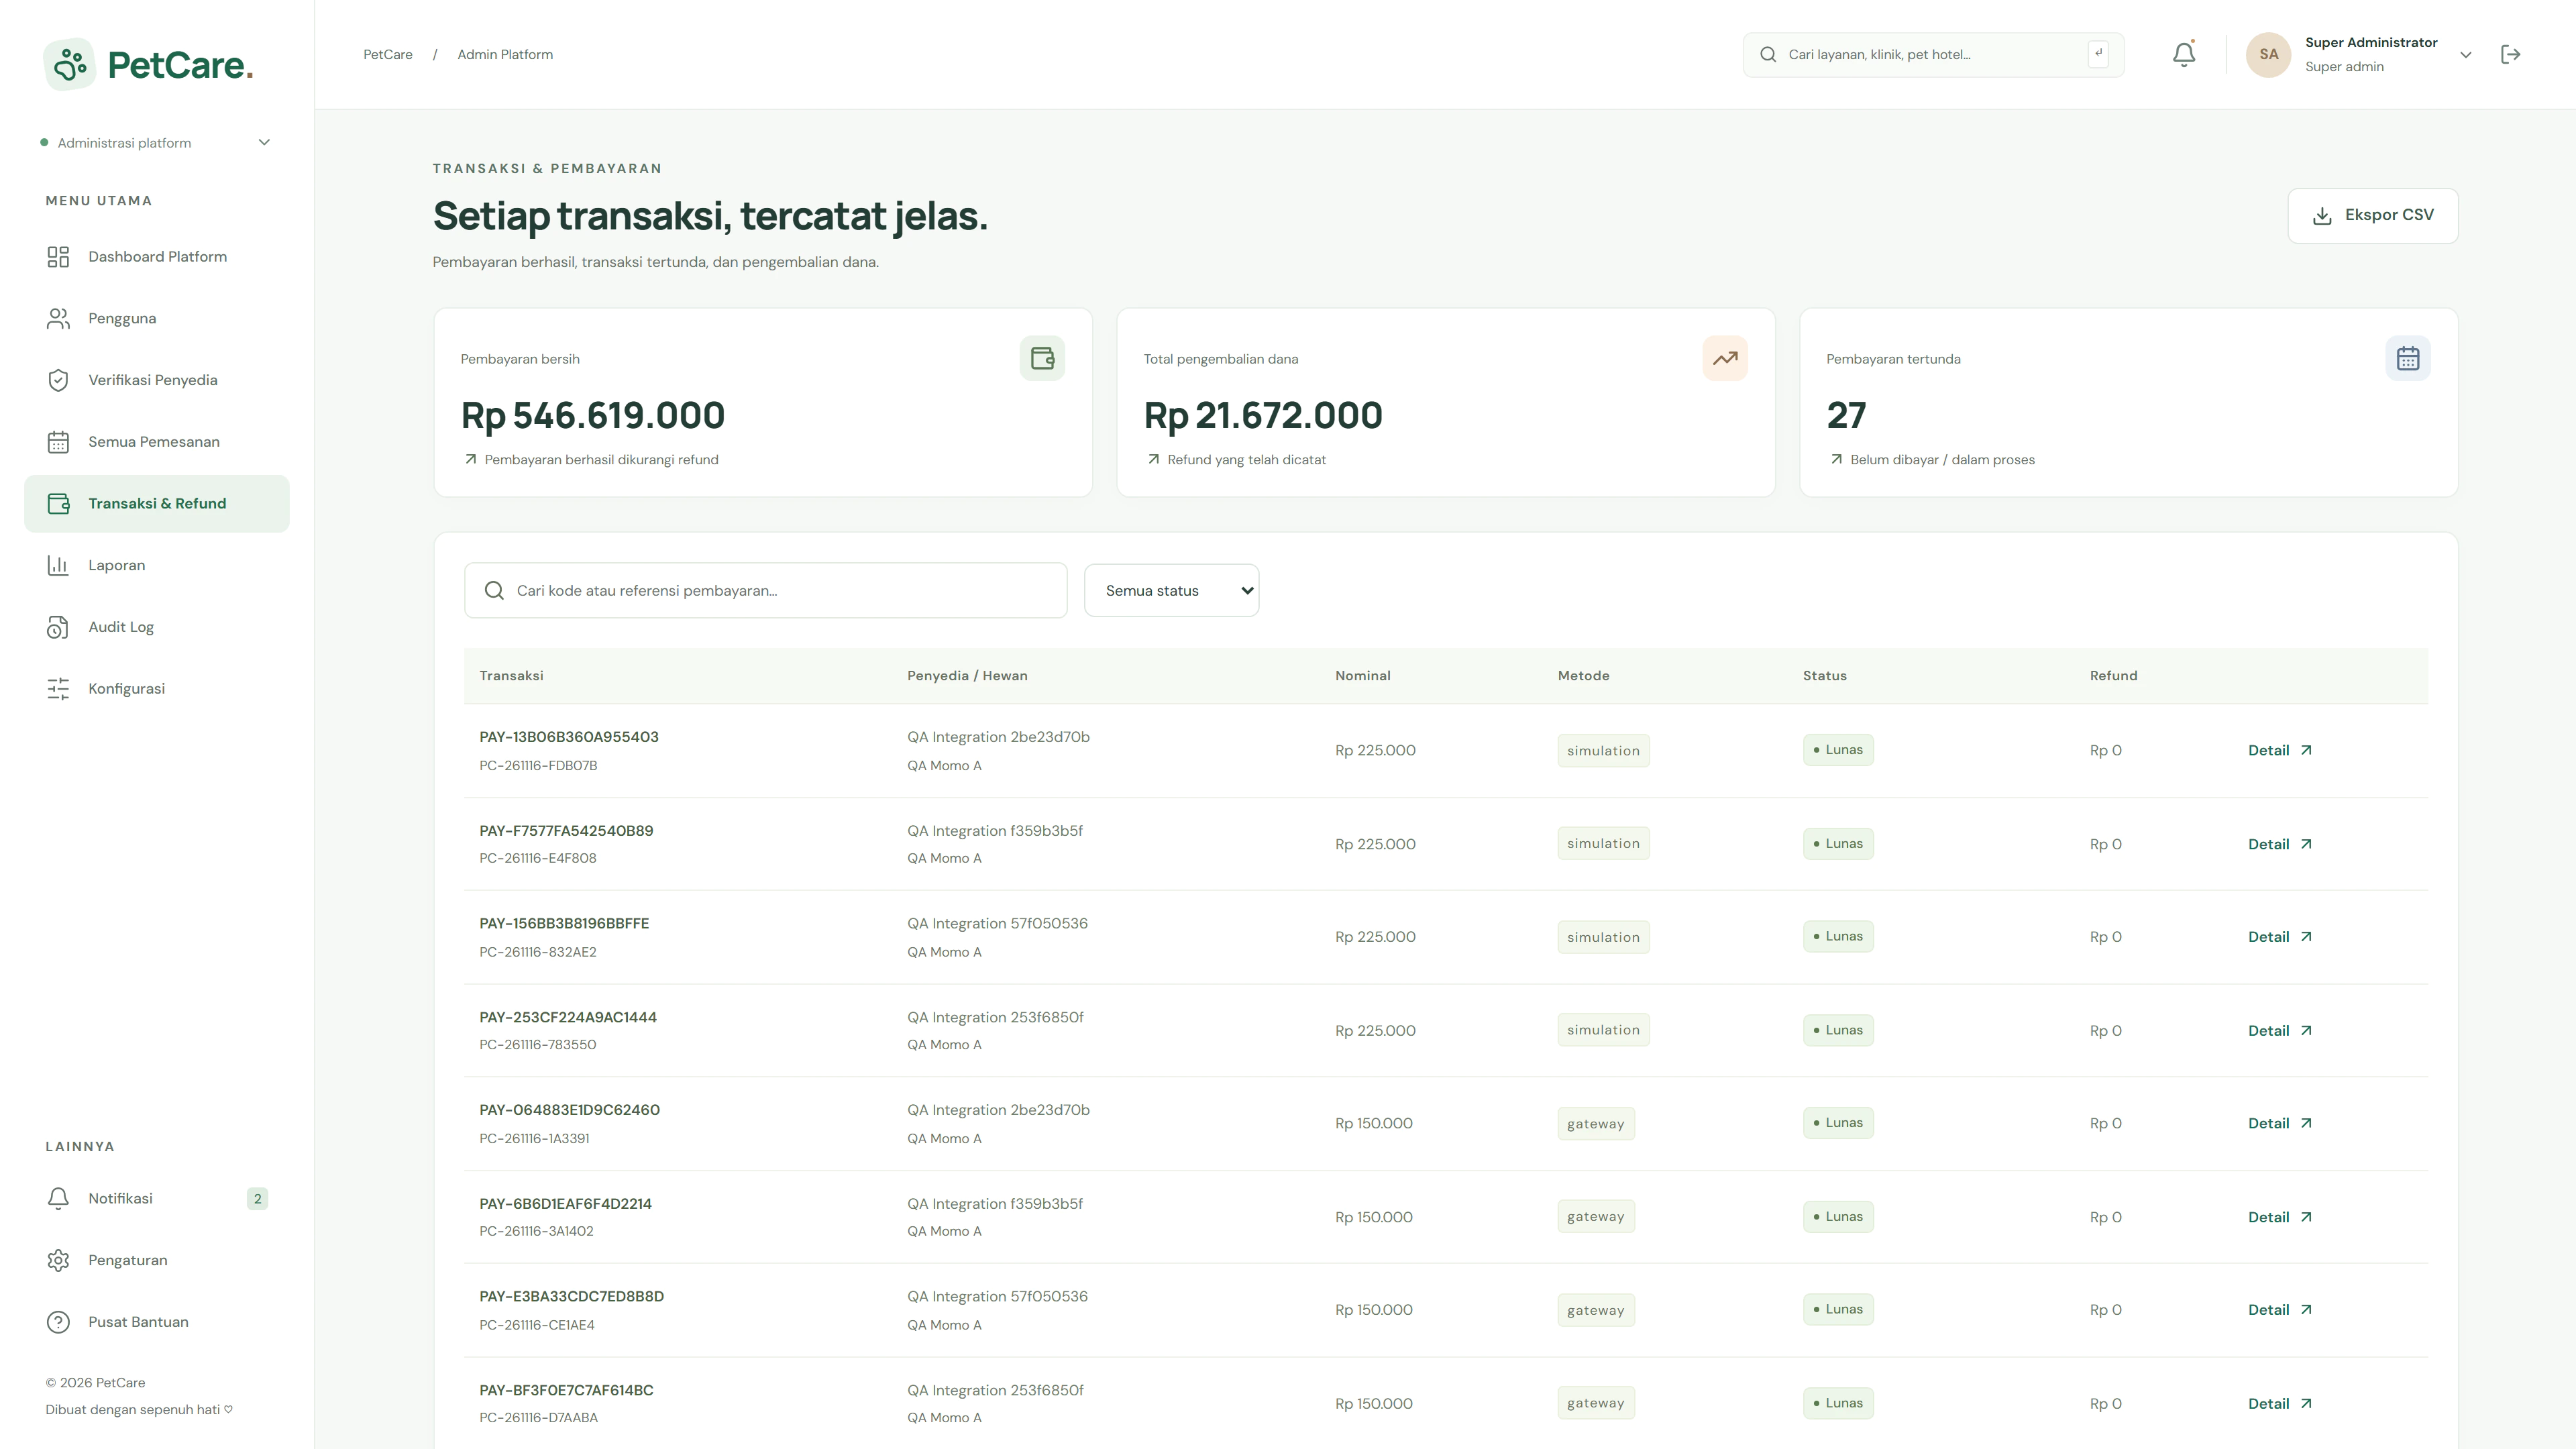 PetCare.
Administrasi platform
MENU UTAMA
Dashboard Platform
Pengguna
Verifikasi Penyedia
Semua Pemesanan
Transaksi & Refund
Laporan
Audit Log
Konfigurasi
LAINNYA
Notifikasi 2
Pengaturan
Pusat Bantuan
© 2026 PetCare
Dibuat dengan sepenuh hati ♡
PetCare / Admin Platform
Cari layanan, klinik, pet hotel... ↵
SA
Super Administrator
Super admin
TRANSAKSI & PEMBAYARAN
Setiap transaksi, tercatat jelas.
Pembayaran berhasil, transaksi tertunda, dan pengembalian dana.
Ekspor CSV
Pembayaran bersih
Rp 546.619.000
Pembayaran berhasil dikurangi refund
Total pengembalian dana
Rp 21.672.000
Refund yang telah dicatat
Pembayaran tertunda
27
Belum dibayar / dalam proses
Cari kode atau referensi pembayaran...
Semua status
Transaksi Penyedia / Hewan Nominal Metode Status Refund
PAY-13B06B360A955403 QA Integration 2be23d70b
PC-261116-FDB07B QA Momo A
Rp 225.000 simulation Lunas Rp 0 Detail
PAY-F7577FA542540B89 QA Integration f359b3b5f
PC-261116-E4F808 QA Momo A
Rp 225.000 simulation Lunas Rp 0 Detail
PAY-156BB3B8196BBFFE QA Integration 57f050536
PC-261116-832AE2 QA Momo A
Rp 225.000 simulation Lunas Rp 0 Detail
PAY-253CF224A9AC1444 QA Integration 253f6850f
PC-261116-783550 QA Momo A
Rp 225.000 simulation Lunas Rp 0 Detail
PAY-064883E1D9C62460 QA Integration 2be23d70b
PC-261116-1A3391 QA Momo A
Rp 150.000 gateway Lunas Rp 0 Detail
PAY-6B6D1EAF6F4D2214 QA Integration f359b3b5f
PC-261116-3A1402 QA Momo A
Rp 150.000 gateway Lunas Rp 0 Detail
PAY-E3BA33CDC7ED8B8D QA Integration 57f050536
PC-261116-CE1AE4 QA Momo A
Rp 150.000 gateway Lunas Rp 0 Detail
PAY-BF3F0E7C7AF614BC QA Integration 253f6850f
PC-261116-D7AABA QA Momo A
Rp 150.000 gateway Lunas Rp 0 Detail